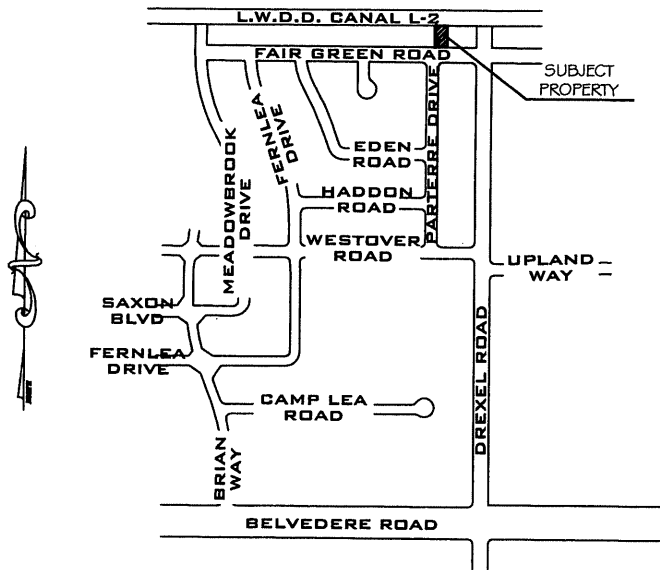 L.W.D.D. CANAL L-2
FAIR GREEN ROAD
SUBJECT
PROPERTY
EDEN
ROAD
PARTERRE DRIVE
FERNLEA
DRIVE
MEADOWBROOK
DRIVE
HADDON
ROAD
WESTOVER
ROAD
UPLAND
WAY
SAXON
BLVD
FERNLEA
DRIVE
CAMP LEA
ROAD
DREXEL ROAD
BRIAN
WAY
BELVEDERE ROAD